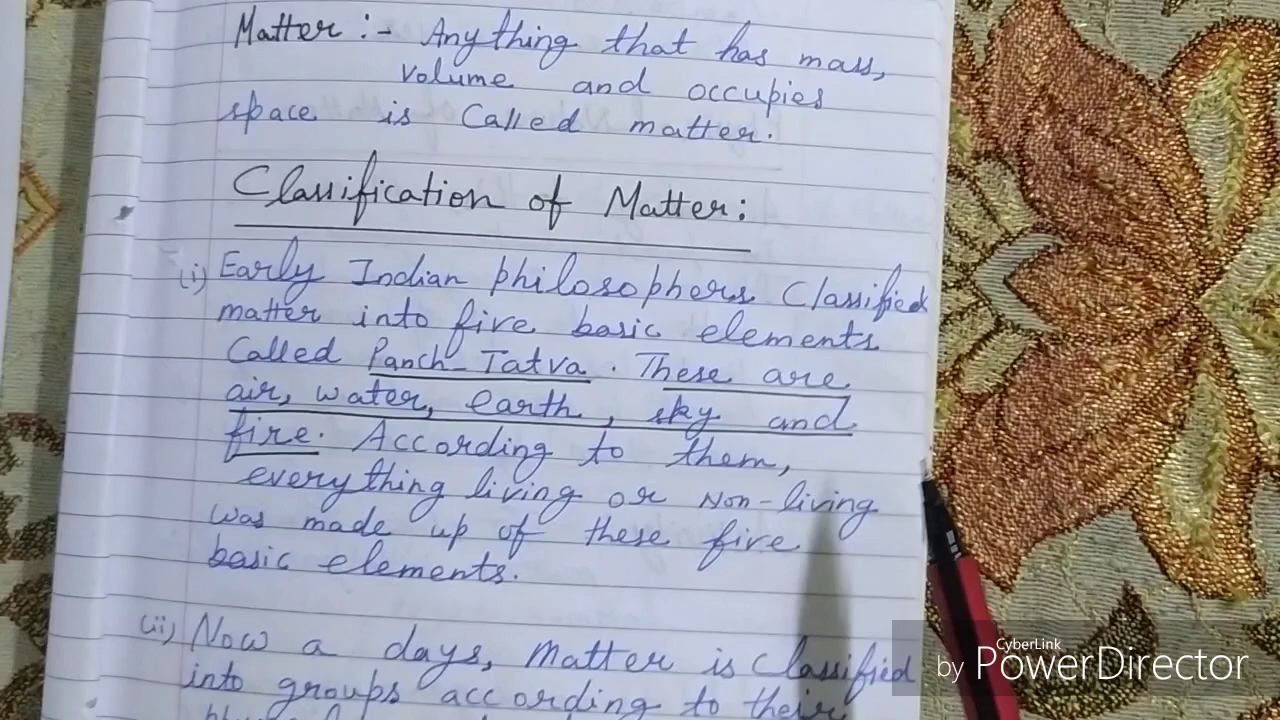 Matter :- Anything that has mass,
volume and occupies
space is Called matter.
Classification of Matter:
(i) Early Indian philosophers Classified
matter into five basic elements
Called Panch-Tatva. These are
air, water, earth, sky and
fire. According to them,
everything living or Non-living
was made up of these five
basic elements.
(ii) Now a days, Matter is Classified
into groups according to their
CyberLink
by PowerDirector